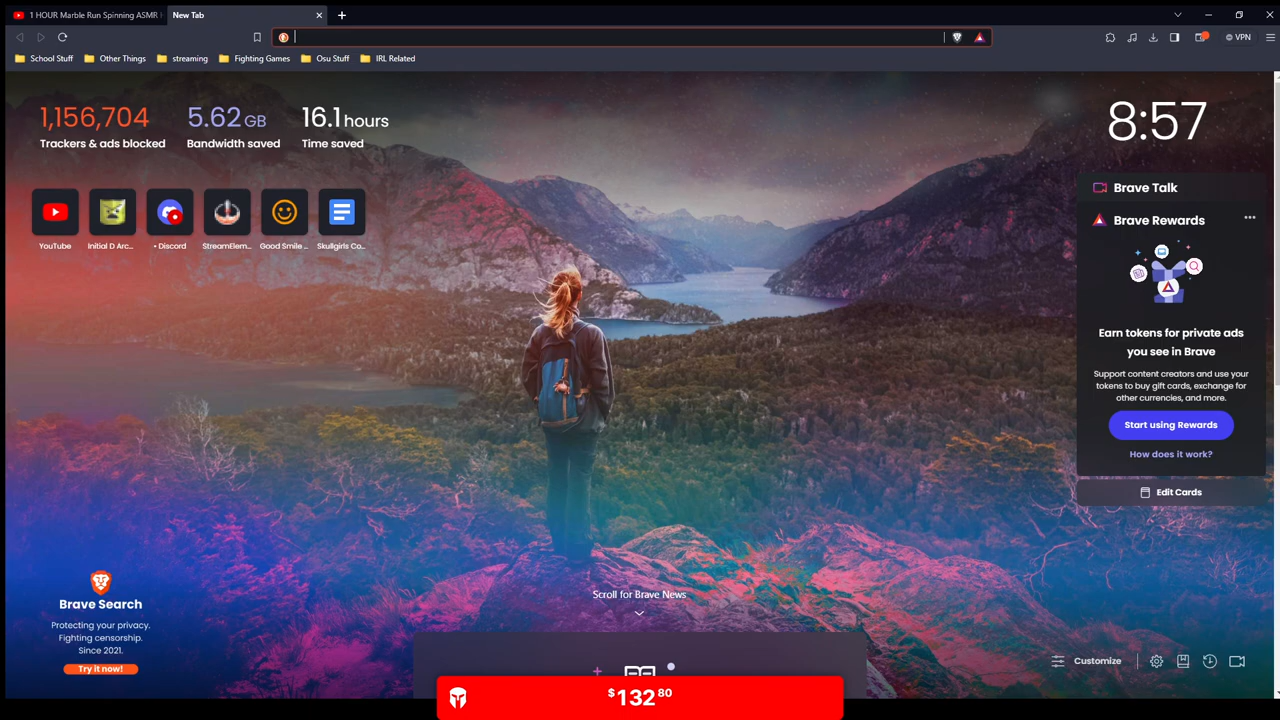 1 HOUR Marble Run Spinning ASMR
New Tab
VPN
School Stuff
Other Things
streaming
Fighting Games
Osu Stuff
IRL Related
1,156,704
Trackers & ads blocked
5.62 GB
Bandwidth saved
16.1 hours
Time saved
8:57
YouTube
Initial D Arc...
• Discord
StreamElem...
Good Smile ...
Skullgirls Co...
Brave Talk
Brave Rewards
Earn tokens for private ads
you see in Brave
Support content creators and use your
tokens to buy gift cards, exchange for
other currencies, and more.
Start using Rewards
How does it work?
Edit Cards
Brave Search
Protecting your privacy.
Fighting censorship.
Since 2021.
Try it now!
Scroll for Brave News
Customize
$132 80